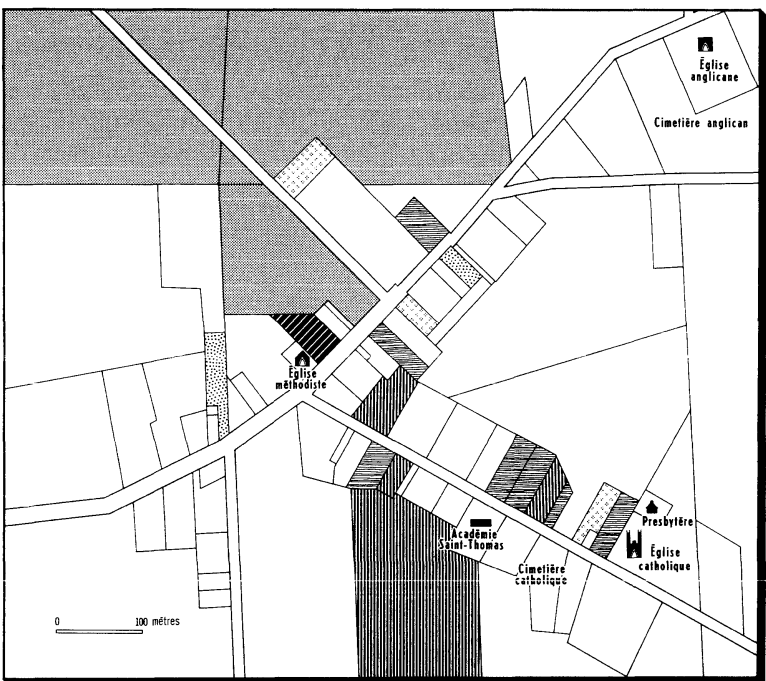 Église
anglicane
Cimetière anglican
Église
méthodiste
Presbytère
Académie
Saint-Thomas
Église
catholique
Cimetière
catholique
0 100 mètres